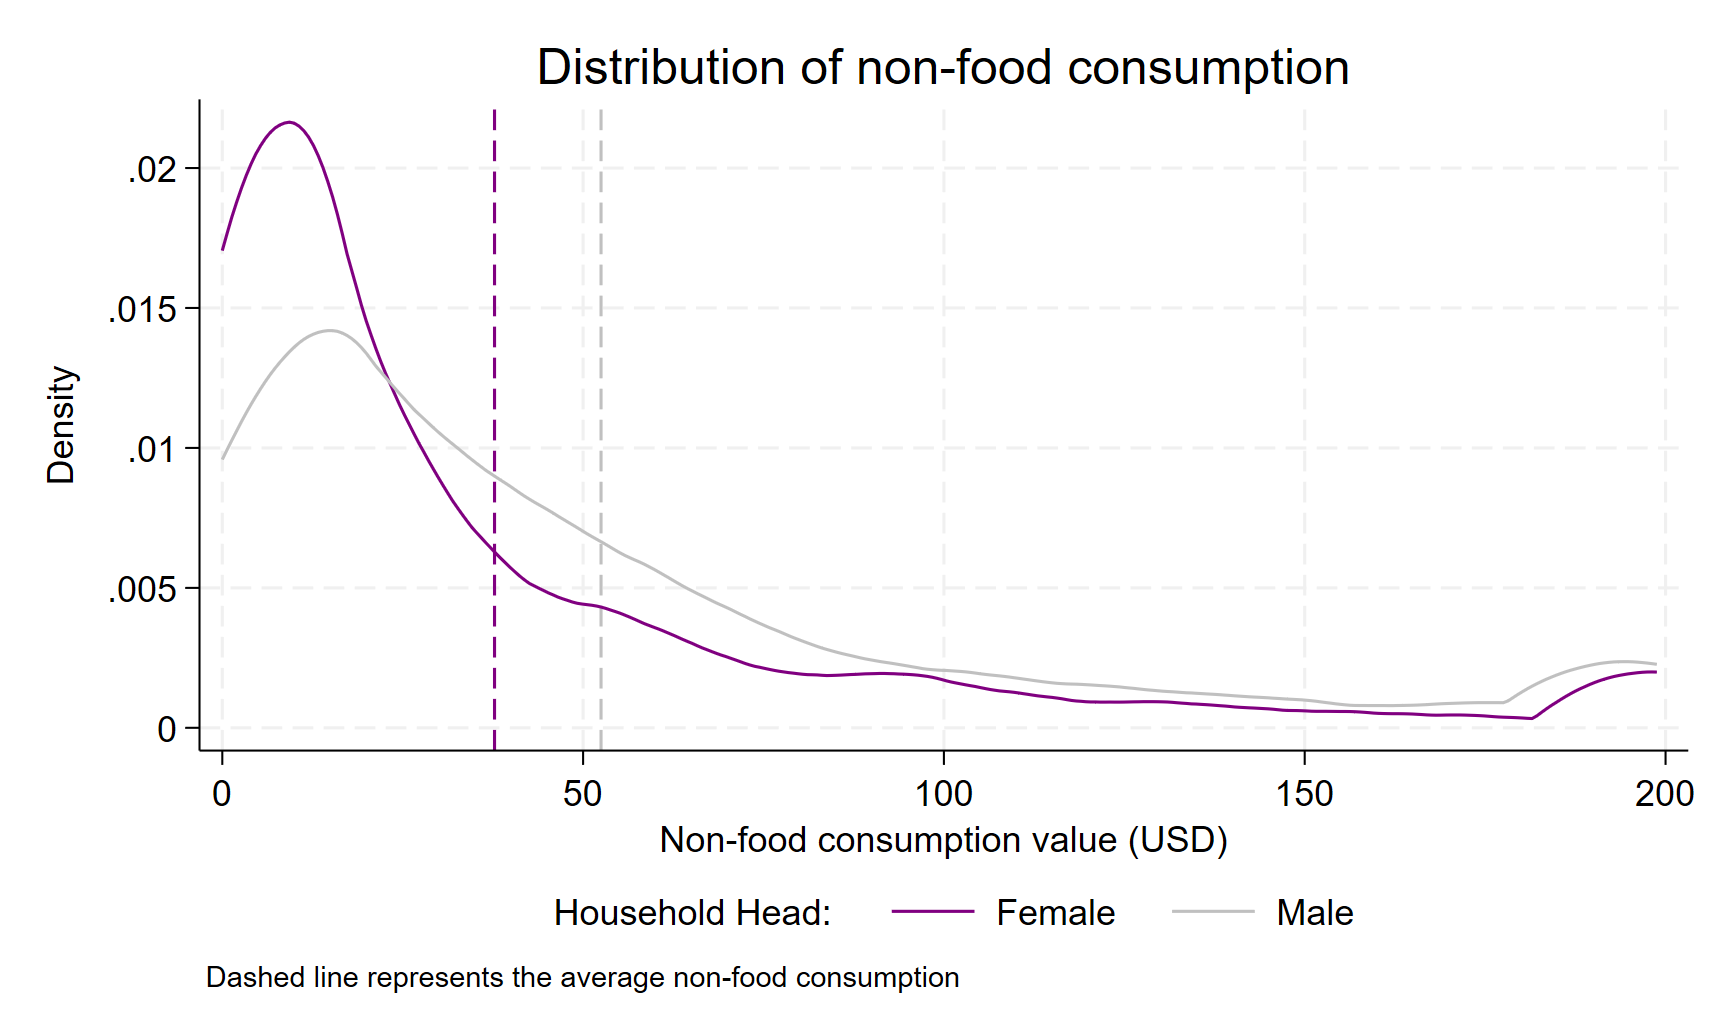 Distribution of non-food consumption
.02
.015
.01
.005
0
Density
0 50 100 150 200
Non-food consumption value (USD)
Household Head: Female Male
Dashed line represents the average non-food consumption